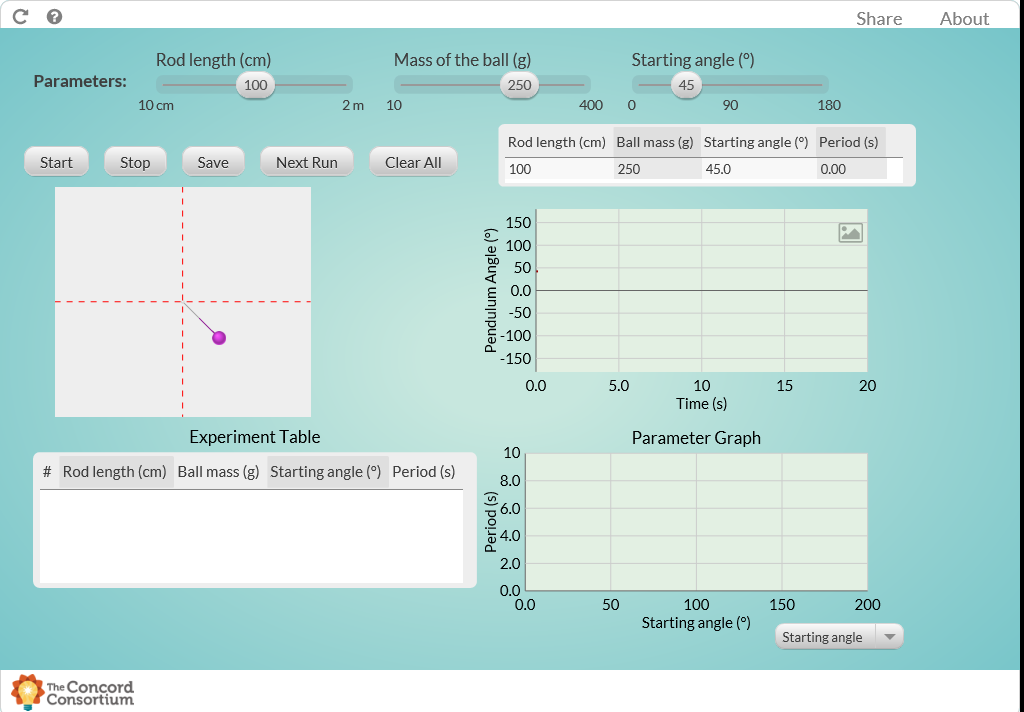 Share About
Parameters:
Rod length (cm)
100
10 cm 2 m
Mass of the ball (g)
250
10 400
Starting angle (°)
45
0 90 180
Start Stop Save Next Run Clear All
Rod length (cm) Ball mass (g) Starting angle (°) Period (s)
100 250 45.0 0.00
Pendulum Angle (°)
150
100
50
0.0
-50
-100
-150
0.0 5.0 10 15 20
Time (s)
Experiment Table
# Rod length (cm) Ball mass (g) Starting angle (°) Period (s)
Parameter Graph
Period (s)
10
8.0
6.0
4.0
2.0
0.0
0.0 50 100 150 200
Starting angle (°)
Starting angle
The Concord
Consortium